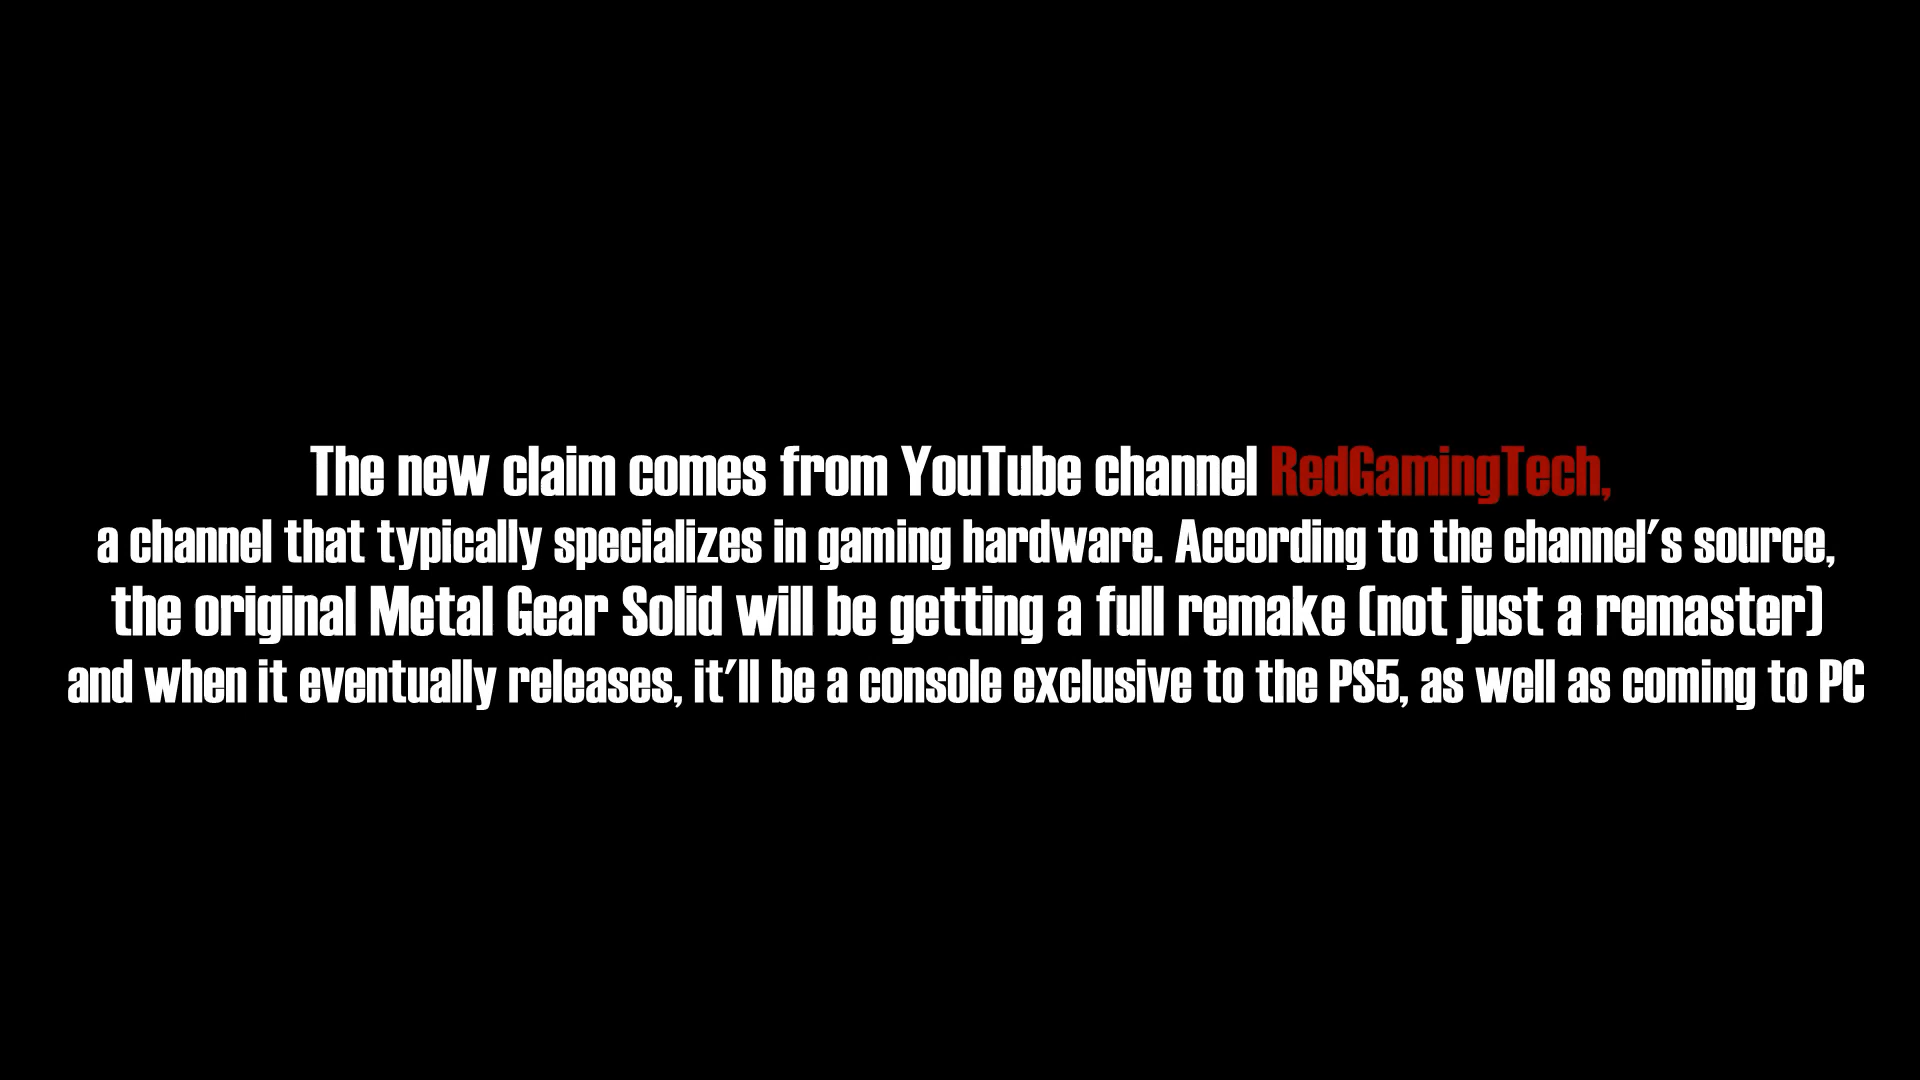 The new claim comes from YouTube channel RedGamingTech,
a channel that typically specializes in gaming hardware. According to the channel's source,
the original Metal Gear Solid will be getting a full remake (not just a remaster)
and when it eventually releases, it'll be a console exclusive to the PS5, as well as coming to PC